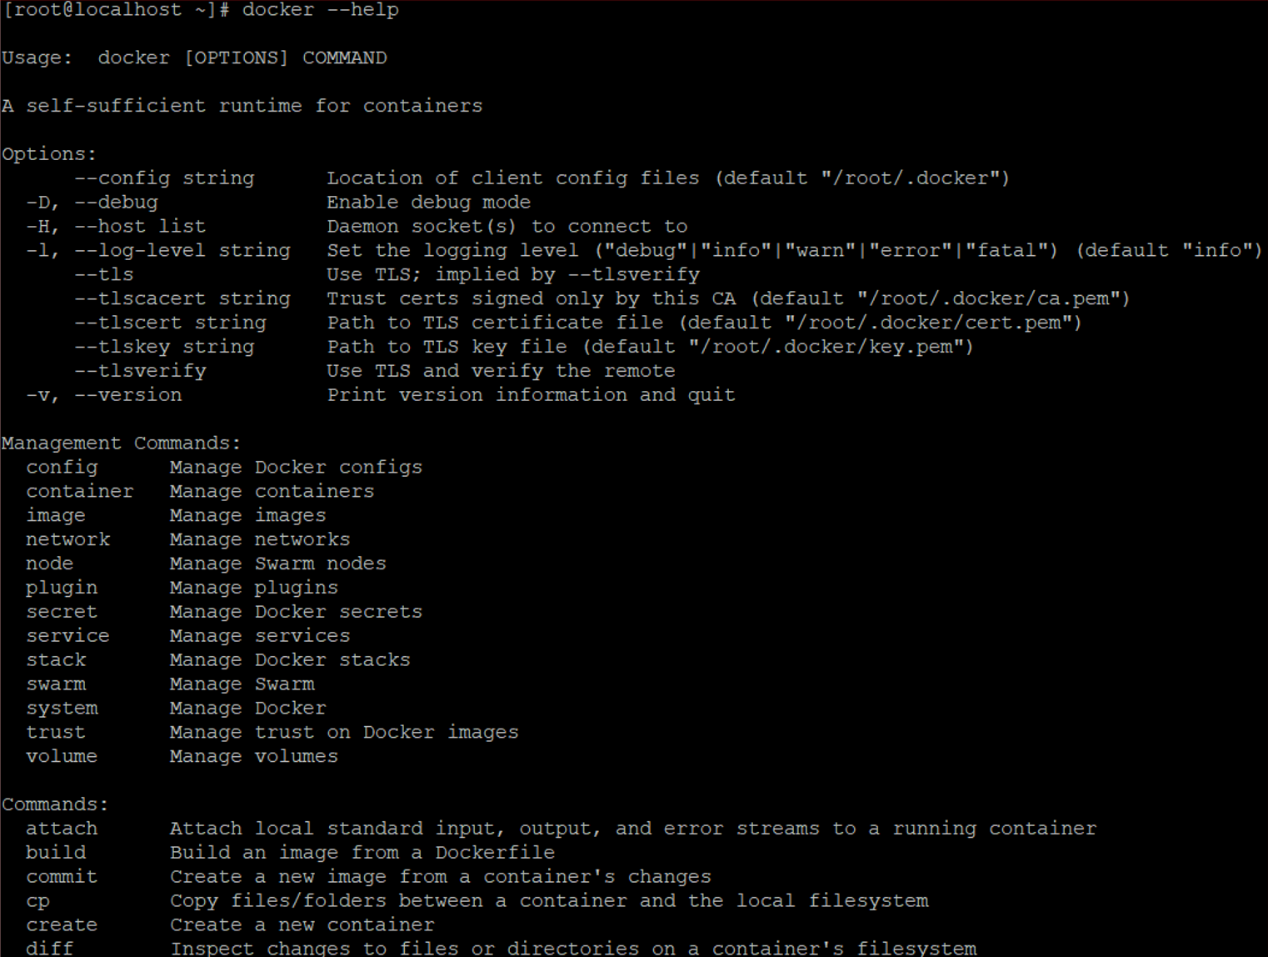 [root@localhost ~]# docker --help
Usage:  docker [OPTIONS] COMMAND
A self-sufficient runtime for containers
Options:
      --config string      Location of client config files (default "/root/.docker")
  -D, --debug              Enable debug mode
  -H, --host list          Daemon socket(s) to connect to
  -l, --log-level string   Set the logging level ("debug"|"info"|"warn"|"error"|"fatal") (default "info")
      --tls                Use TLS; implied by --tlsverify
      --tlscacert string   Trust certs signed only by this CA (default "/root/.docker/ca.pem")
      --tlscert string     Path to TLS certificate file (default "/root/.docker/cert.pem")
      --tlskey string      Path to TLS key file (default "/root/.docker/key.pem")
      --tlsverify          Use TLS and verify the remote
  -v, --version            Print version information and quit
Management Commands:
  config      Manage Docker configs
  container   Manage containers
  image       Manage images
  network     Manage networks
  node        Manage Swarm nodes
  plugin      Manage plugins
  secret      Manage Docker secrets
  service     Manage services
  stack       Manage Docker stacks
  swarm       Manage Swarm
  system      Manage Docker
  trust       Manage trust on Docker images
  volume      Manage volumes
Commands:
  attach      Attach local standard input, output, and error streams to a running container
  build       Build an image from a Dockerfile
  commit      Create a new image from a container's changes
  cp          Copy files/folders between a container and the local filesystem
  create      Create a new container
  diff        Inspect changes to files or directories on a container's filesystem